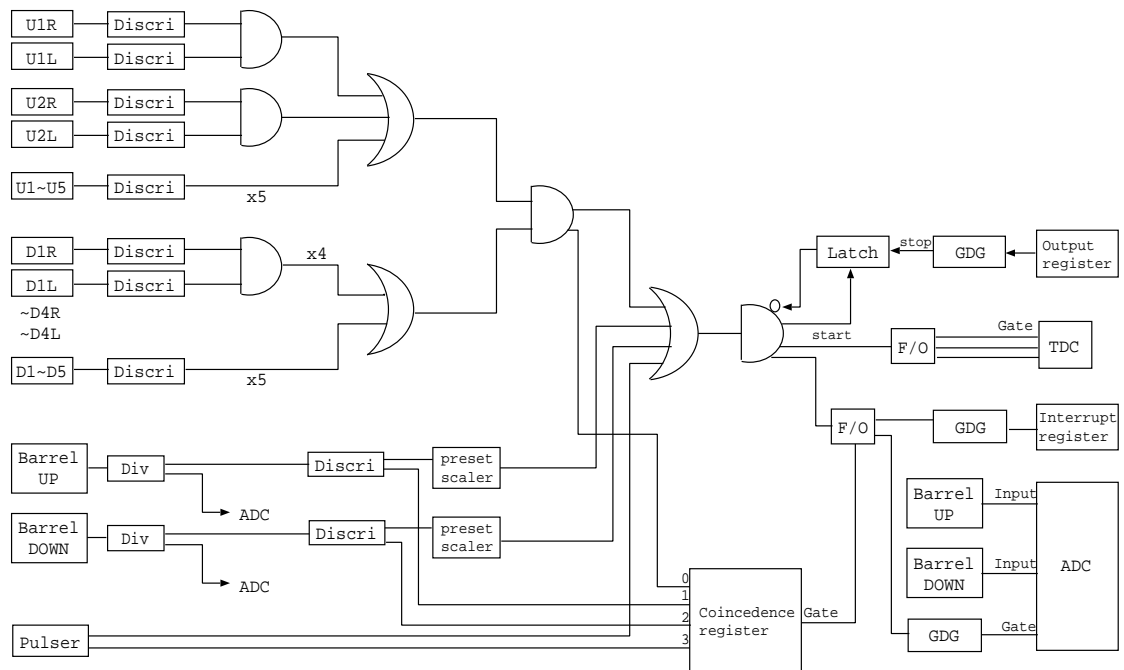 U1R
Discri
U1L
Discri
U2R
Discri
U2L
Discri
U1~U5
Discri
x5
D1R
Discri
x4
D1L
Discri
~D4R
~D4L
D1~D5
Discri
x5
Latch
stop
GDG
Output
register
start
F/O
Gate
TDC
F/O
GDG
Interrupt
register
Barrel
UP
Div
Discri
preset
scaler
ADC
Barrel
DOWN
Div
Discri
preset
scaler
ADC
Pulser
0
1
2
3
Coincedence
register
Gate
Barrel
UP
Input
Barrel
DOWN
Input
ADC
GDG
Gate